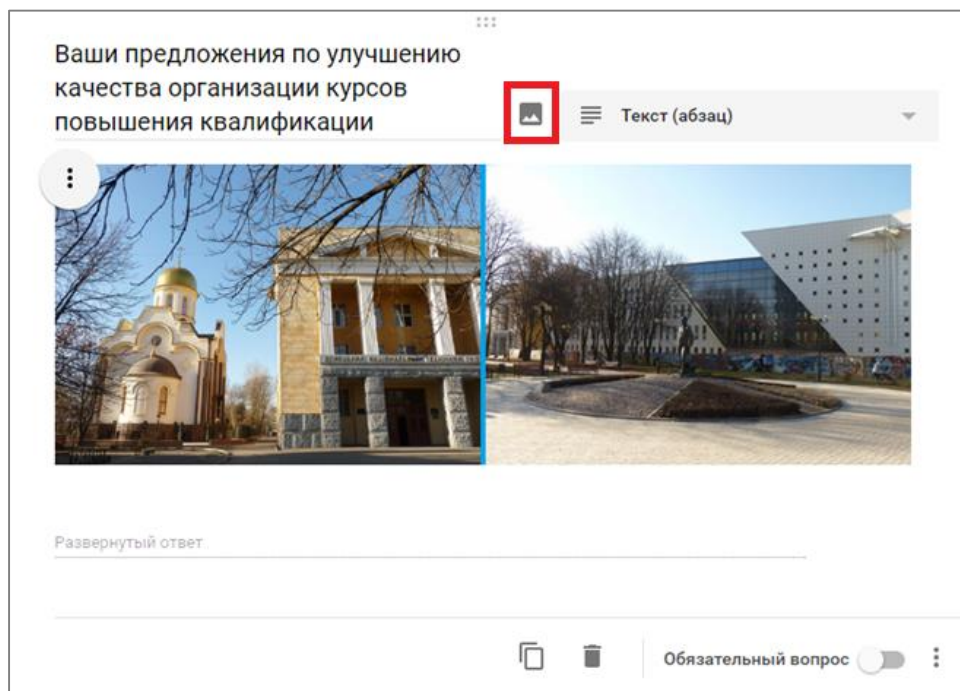 Ваши предложения по улучшению
качества организации курсов
повышения квалификации
Текст (абзац)
Развернутый ответ
Обязательный вопрос